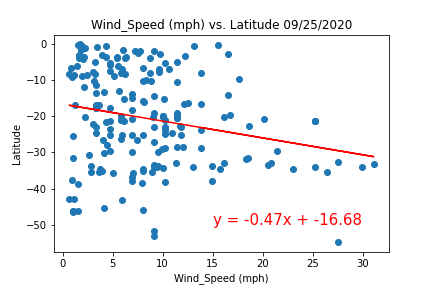 Wind_Speed (mph) vs. Latitude 09/25/2020
0
−10
−20
−30
−40
−50
Latitude
y = -0.47x + -16.68
0 5 10 15 20 25 30
Wind_Speed (mph)